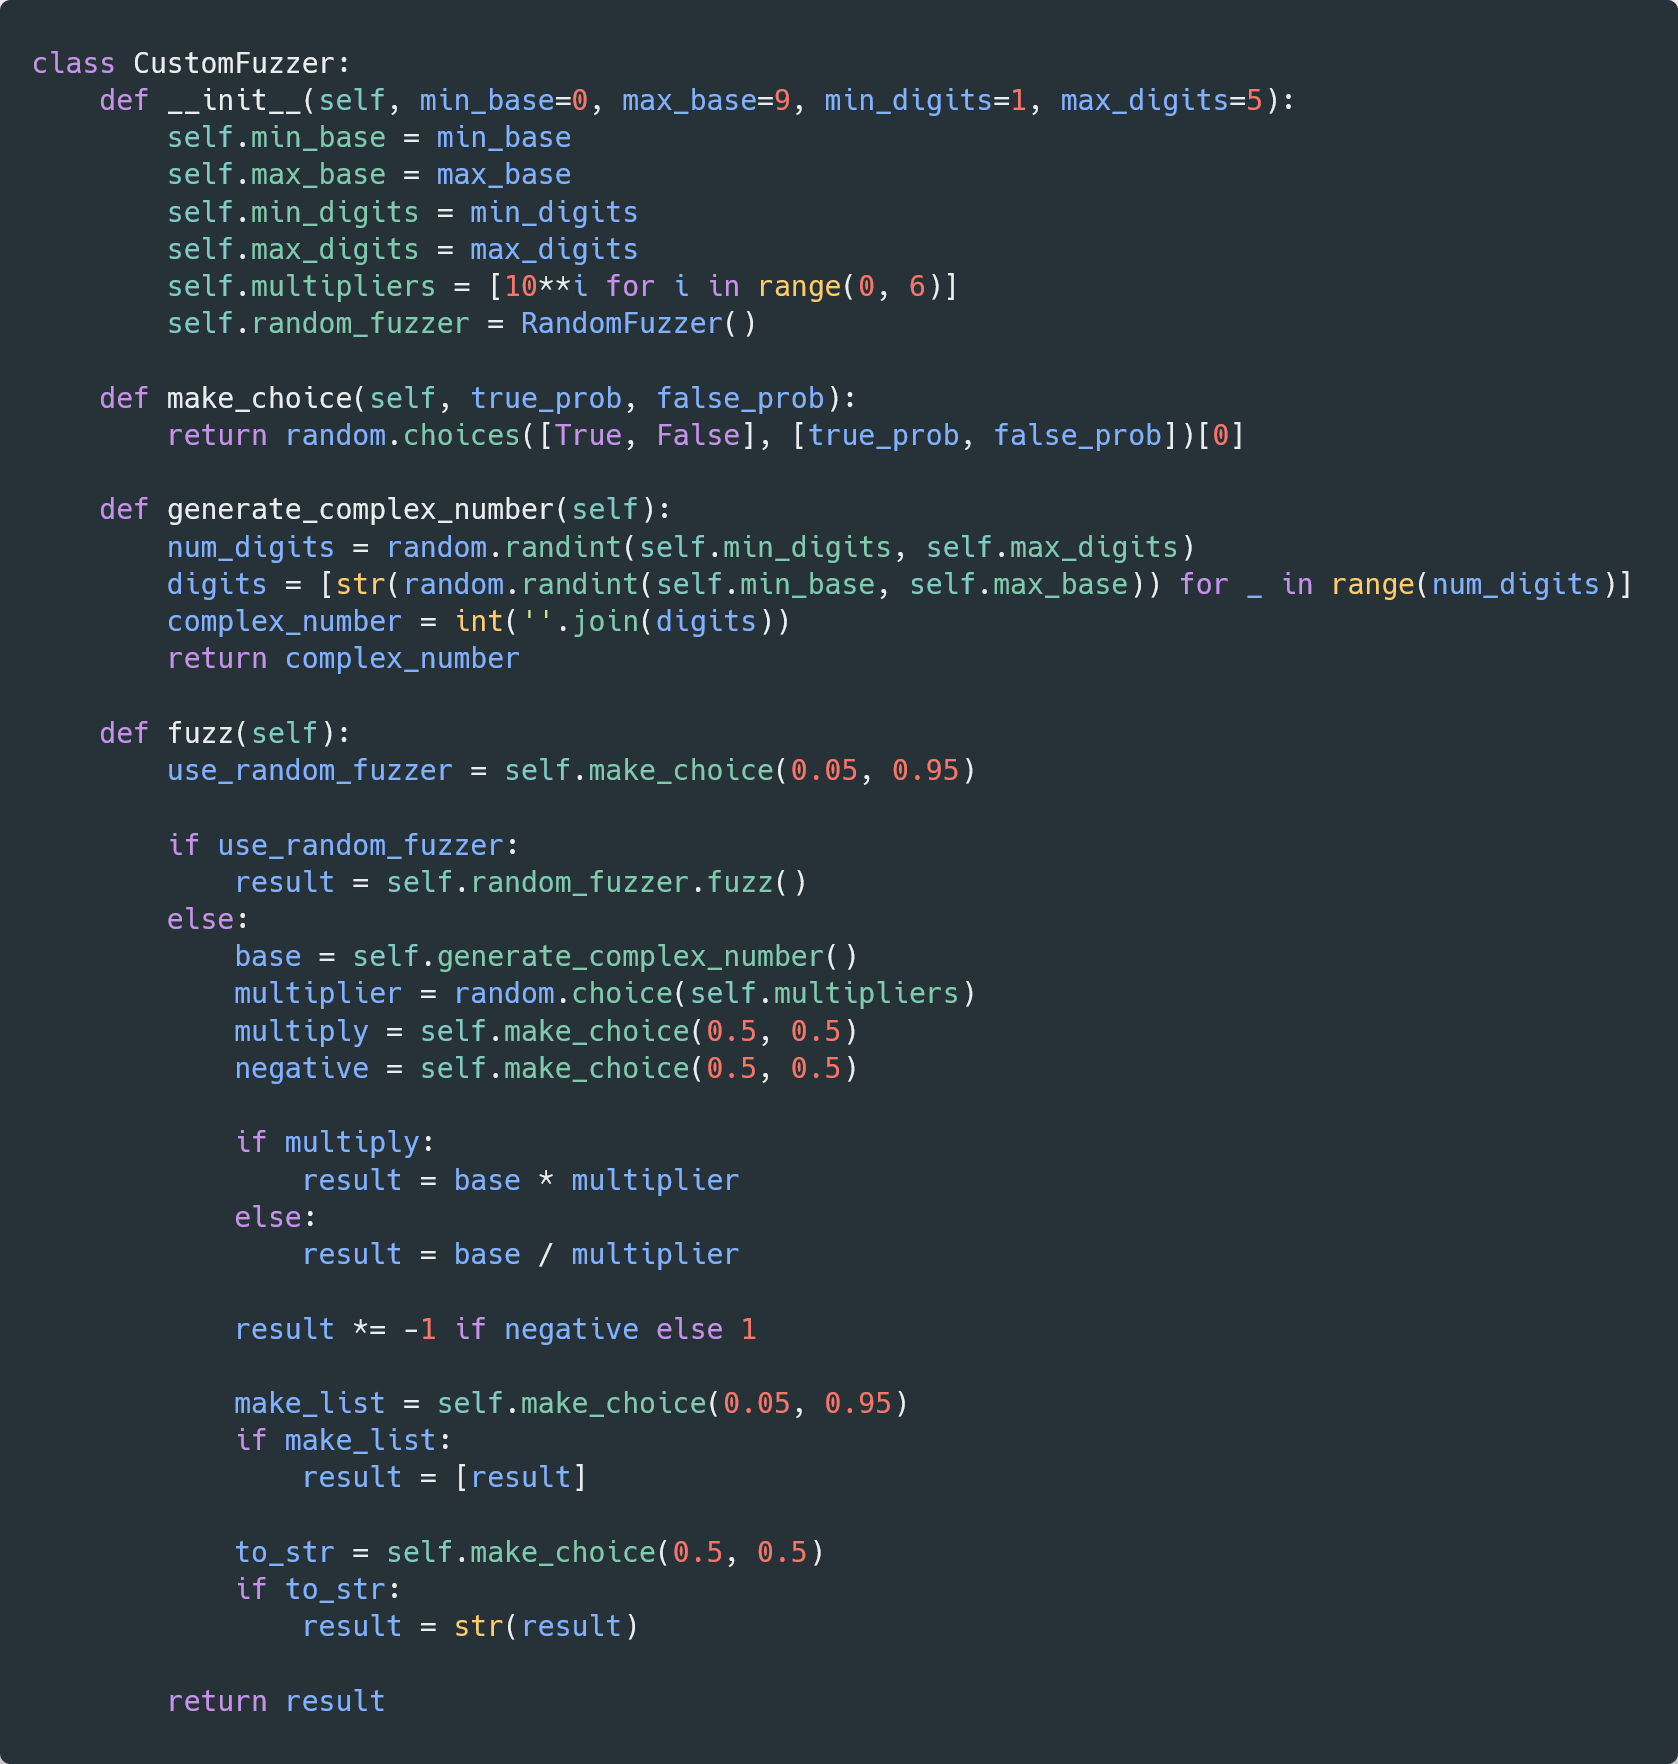 class CustomFuzzer:
    def __init__(self, min_base=0, max_base=9, min_digits=1, max_digits=5):
        self.min_base = min_base
        self.max_base = max_base
        self.min_digits = min_digits
        self.max_digits = max_digits
        self.multipliers = [10**i for i in range(0, 6)]
        self.random_fuzzer = RandomFuzzer()

    def make_choice(self, true_prob, false_prob):
        return random.choices([True, False], [true_prob, false_prob])[0]

    def generate_complex_number(self):
        num_digits = random.randint(self.min_digits, self.max_digits)
        digits = [str(random.randint(self.min_base, self.max_base)) for _ in range(num_digits)]
        complex_number = int(''.join(digits))
        return complex_number

    def fuzz(self):
        use_random_fuzzer = self.make_choice(0.05, 0.95)

        if use_random_fuzzer:
            result = self.random_fuzzer.fuzz()
        else:
            base = self.generate_complex_number()
            multiplier = random.choice(self.multipliers)
            multiply = self.make_choice(0.5, 0.5)
            negative = self.make_choice(0.5, 0.5)

            if multiply:
                result = base * multiplier
            else:
                result = base / multiplier

            result *= -1 if negative else 1

            make_list = self.make_choice(0.05, 0.95)
            if make_list:
                result = [result]

            to_str = self.make_choice(0.5, 0.5)
            if to_str:
                result = str(result)

        return result